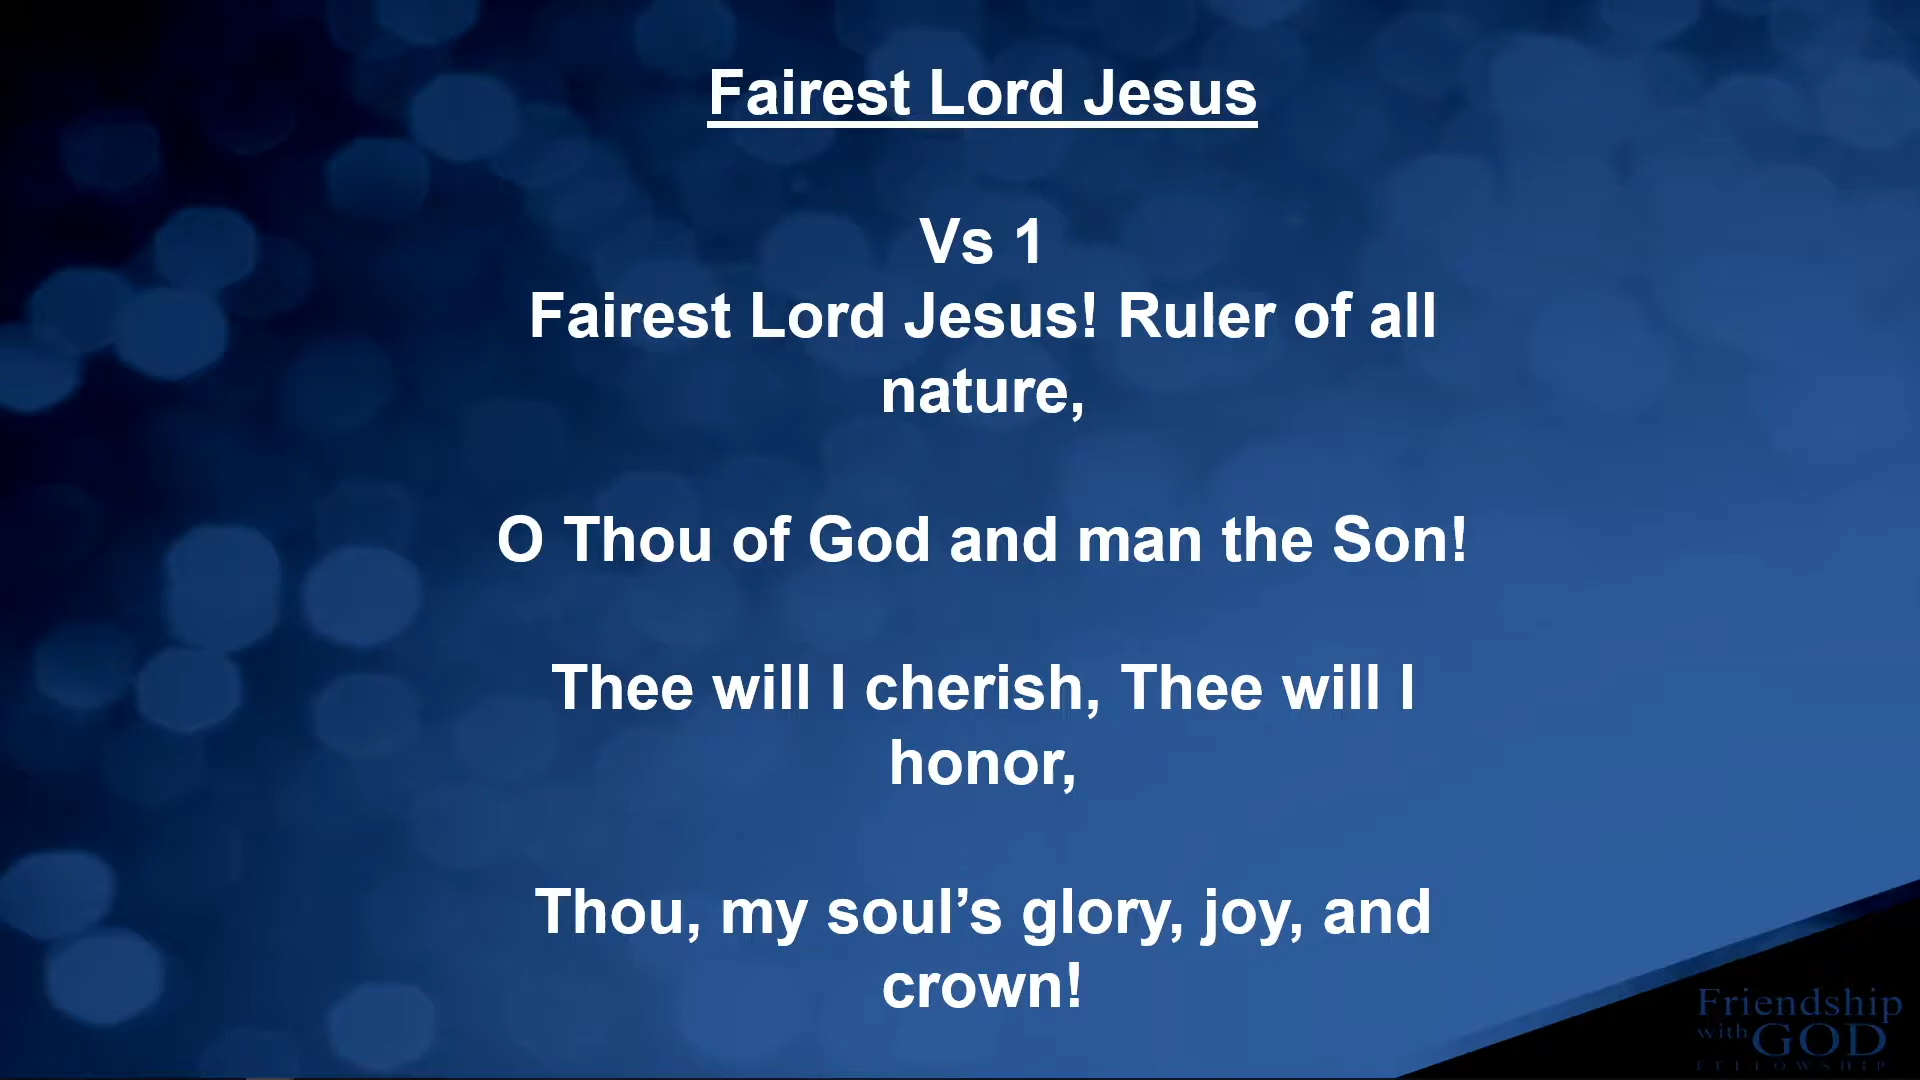 Fairest Lord Jesus
Vs 1
Fairest Lord Jesus! Ruler of all
nature,
O Thou of God and man the Son!
Thee will I cherish, Thee will I
honor,
Thou, my soul’s glory, joy, and
crown!
Friendship
with GOD
FELLOWSHIP